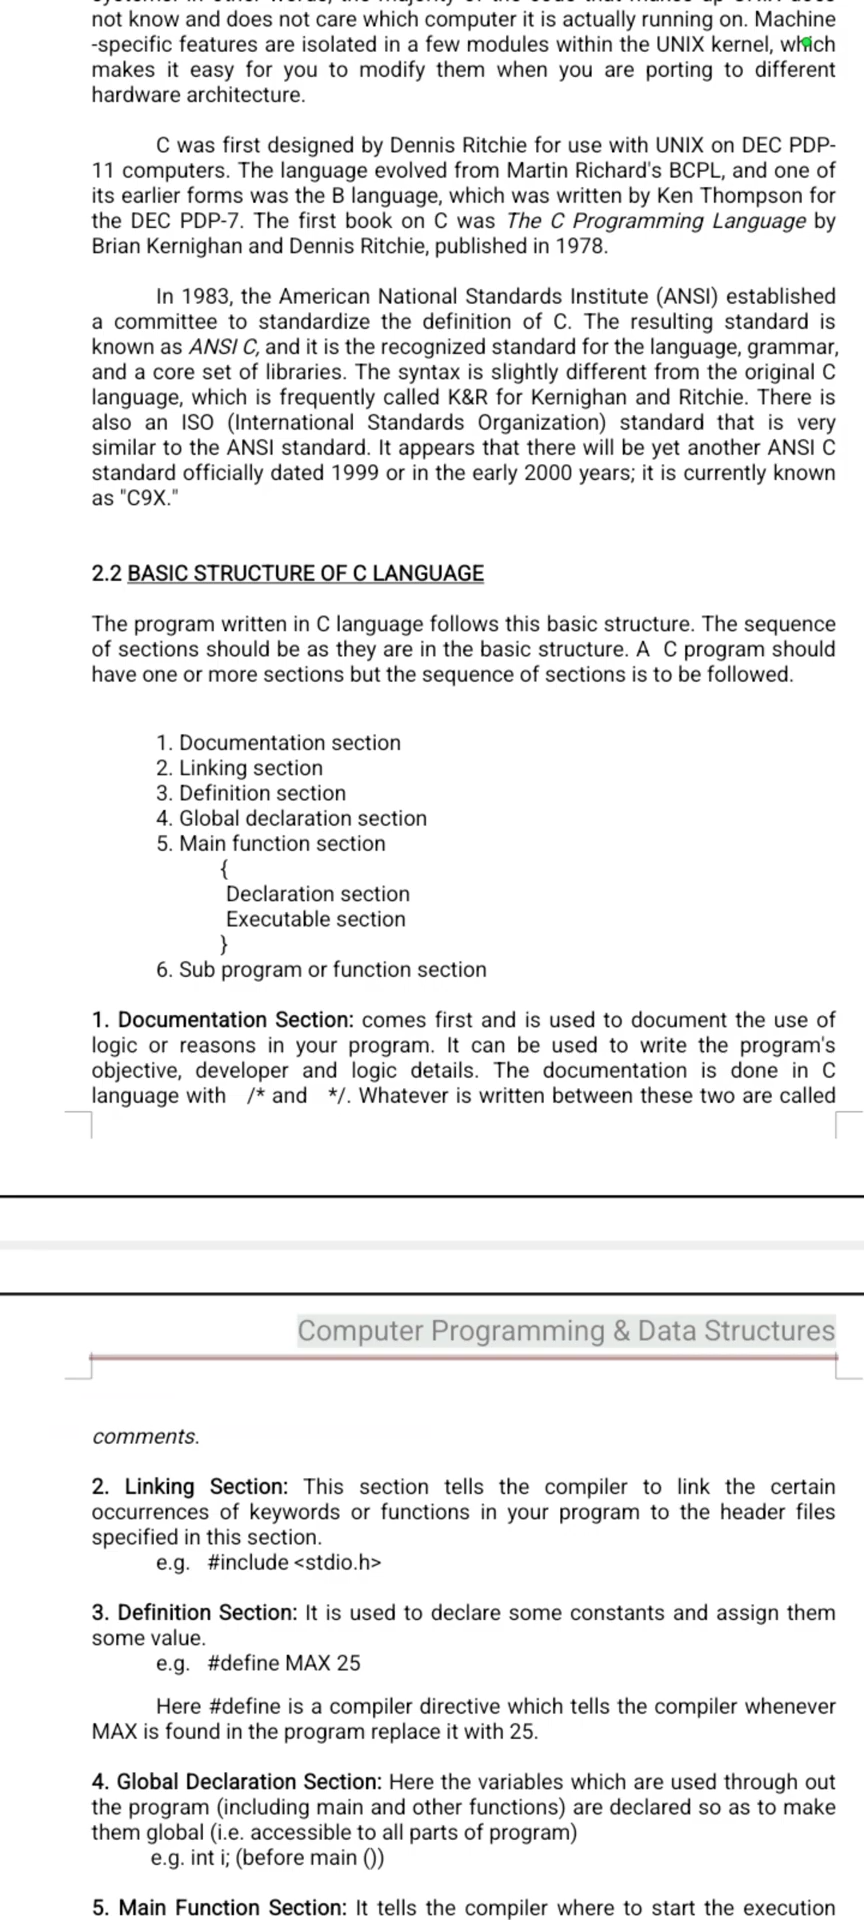 not know and does not care which computer it is actually running on. Machine
-specific features are isolated in a few modules within the UNIX kernel, which
makes it easy for you to modify them when you are porting to different
hardware architecture.
C was first designed by Dennis Ritchie for use with UNIX on DEC PDP-
11 computers. The language evolved from Martin Richard's BCPL, and one of
its earlier forms was the B language, which was written by Ken Thompson for
the DEC PDP-7. The first book on C was The C Programming Language by
Brian Kernighan and Dennis Ritchie, published in 1978.
In 1983, the American National Standards Institute (ANSI) established
a committee to standardize the definition of C. The resulting standard is
known as ANSI C, and it is the recognized standard for the language, grammar,
and a core set of libraries. The syntax is slightly different from the original C
language, which is frequently called K&R for Kernighan and Ritchie. There is
also an ISO (International Standards Organization) standard that is very
similar to the ANSI standard. It appears that there will be yet another ANSI C
standard officially dated 1999 or in the early 2000 years; it is currently known
as "C9X."
2.2 BASIC STRUCTURE OF C LANGUAGE
The program written in C language follows this basic structure. The sequence
of sections should be as they are in the basic structure. A C program should
have one or more sections but the sequence of sections is to be followed.
1. Documentation section
2. Linking section
3. Definition section
4. Global declaration section
5. Main function section
{
Declaration section
Executable section
}
6. Sub program or function section
1. Documentation Section: comes first and is used to document the use of
logic or reasons in your program. It can be used to write the program's
objective, developer and logic details. The documentation is done in C
language with /* and */. Whatever is written between these two are called
Computer Programming & Data Structures
comments.
2. Linking Section: This section tells the compiler to link the certain
occurrences of keywords or functions in your program to the header files
specified in this section.
e.g. #include <stdio.h>
3. Definition Section: It is used to declare some constants and assign them
some value.
e.g. #define MAX 25
Here #define is a compiler directive which tells the compiler whenever
MAX is found in the program replace it with 25.
4. Global Declaration Section: Here the variables which are used through out
the program (including main and other functions) are declared so as to make
them global (i.e. accessible to all parts of program)
e.g. int i; (before main ())
5. Main Function Section: It tells the compiler where to start the execution